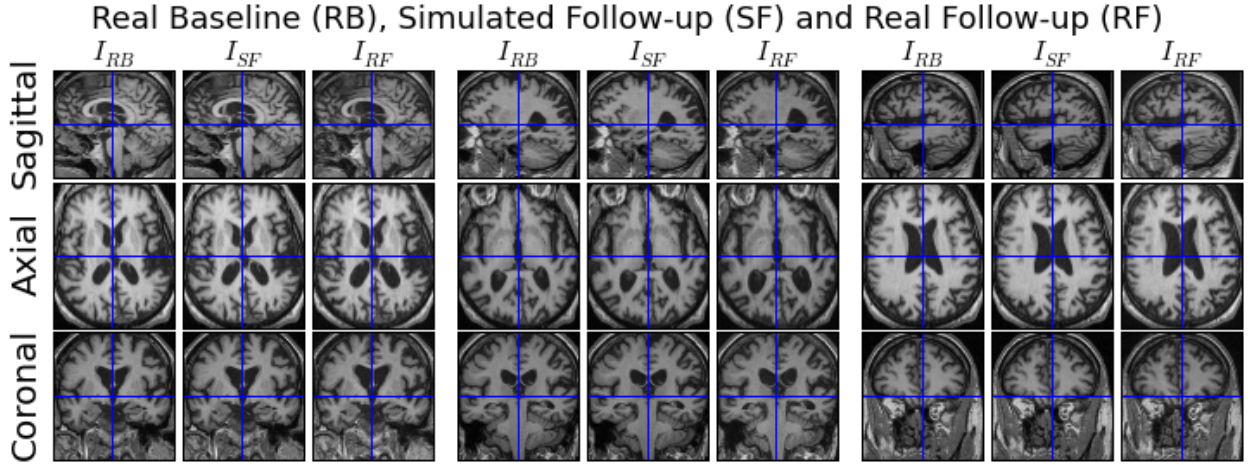 Real Baseline (RB), Simulated Follow-up (SF) and Real Follow-up (RF)
I_RB I_SF I_RF I_RB I_SF I_RF I_RB I_SF I_RF
Sagittal
Axial
Coronal